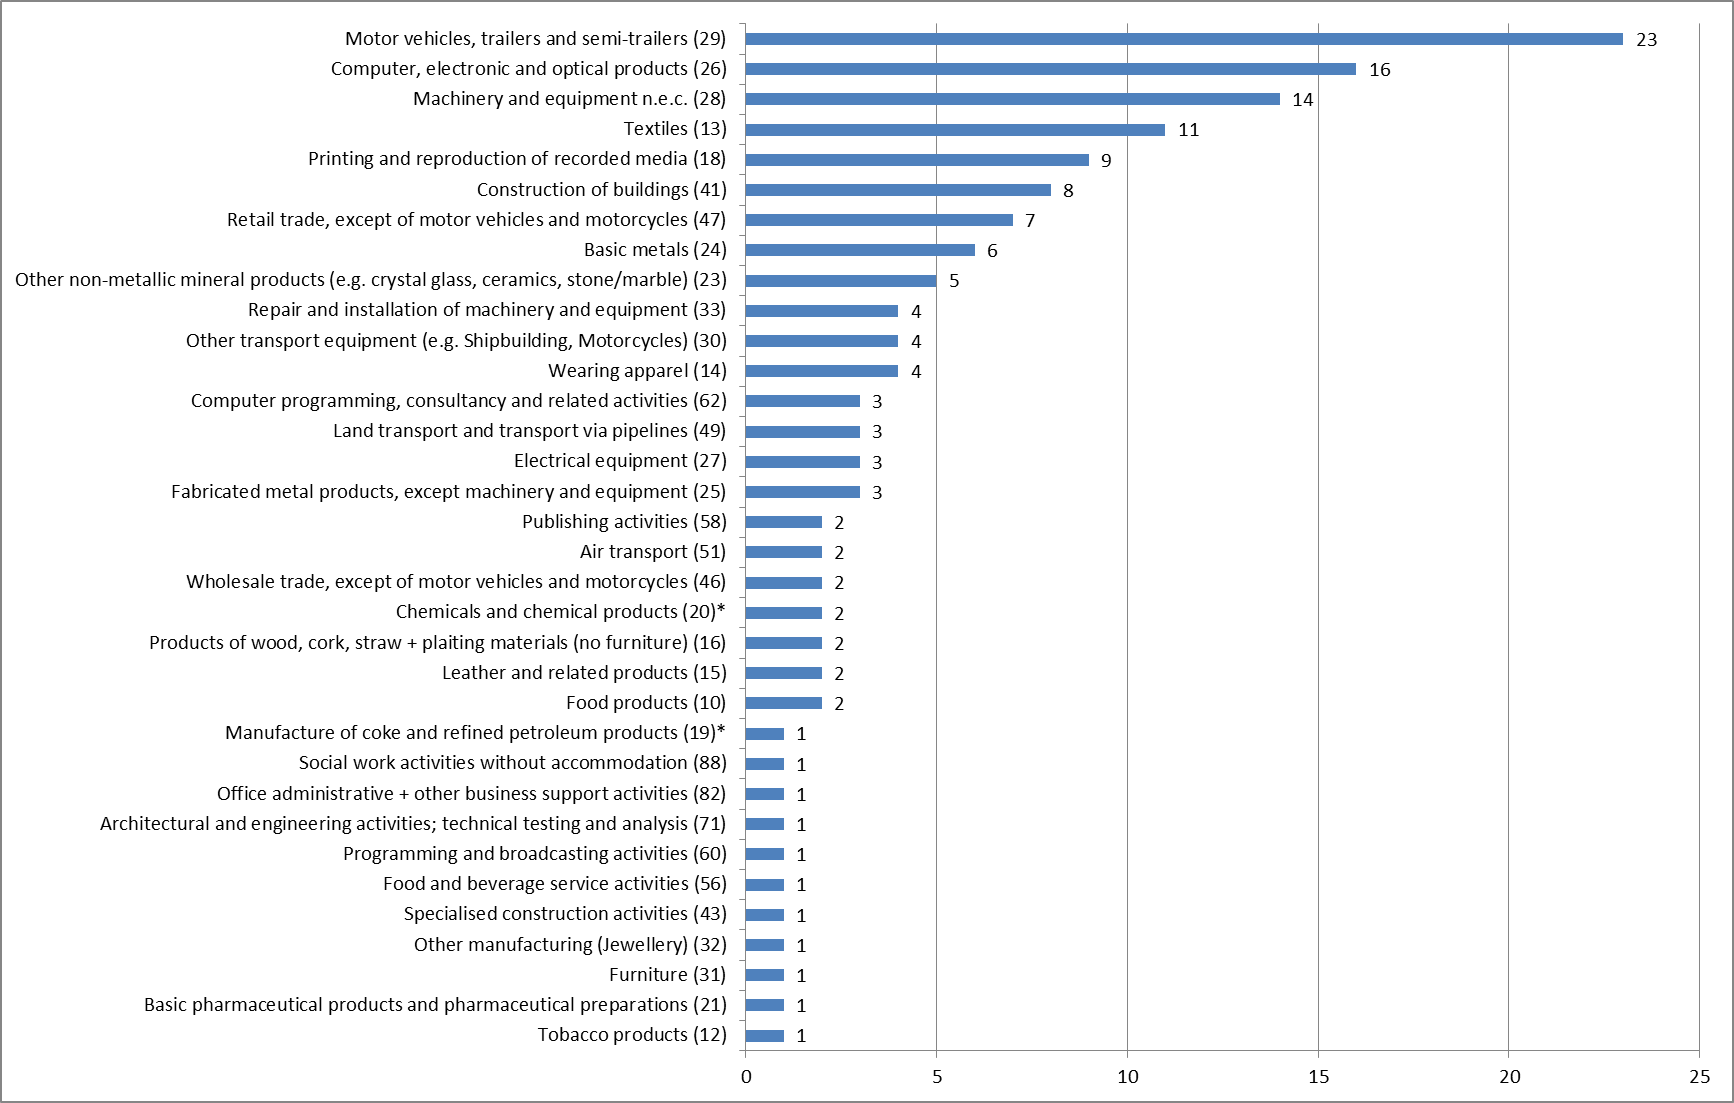 Motor vehicles, trailers and semi-trailers (29) 23
Computer, electronic and optical products (26) 16
Machinery and equipment n.e.c. (28) 14
Textiles (13) 11
Printing and reproduction of recorded media (18) 9
Construction of buildings (41) 8
Retail trade, except of motor vehicles and motorcycles (47) 7
Basic metals (24) 6
Other non-metallic mineral products (e.g. crystal glass, ceramics, stone/marble) (23) 5
Repair and installation of machinery and equipment (33) 4
Other transport equipment (e.g. Shipbuilding, Motorcycles) (30) 4
Wearing apparel (14) 4
Computer programming, consultancy and related activities (62) 3
Land transport and transport via pipelines (49) 3
Electrical equipment (27) 3
Fabricated metal products, except machinery and equipment (25) 3
Publishing activities (58) 2
Air transport (51) 2
Wholesale trade, except of motor vehicles and motorcycles (46) 2
Chemicals and chemical products (20)* 2
Products of wood, cork, straw + plaiting materials (no furniture) (16) 2
Leather and related products (15) 2
Food products (10) 2
Manufacture of coke and refined petroleum products (19)* 1
Social work activities without accommodation (88) 1
Office administrative + other business support activities (82) 1
Architectural and engineering activities; technical testing and analysis (71) 1
Programming and broadcasting activities (60) 1
Food and beverage service activities (56) 1
Specialised construction activities (43) 1
Other manufacturing (Jewellery) (32) 1
Furniture (31) 1
Basic pharmaceutical products and pharmaceutical preparations (21) 1
Tobacco products (12) 1
0 5 10 15 20 25